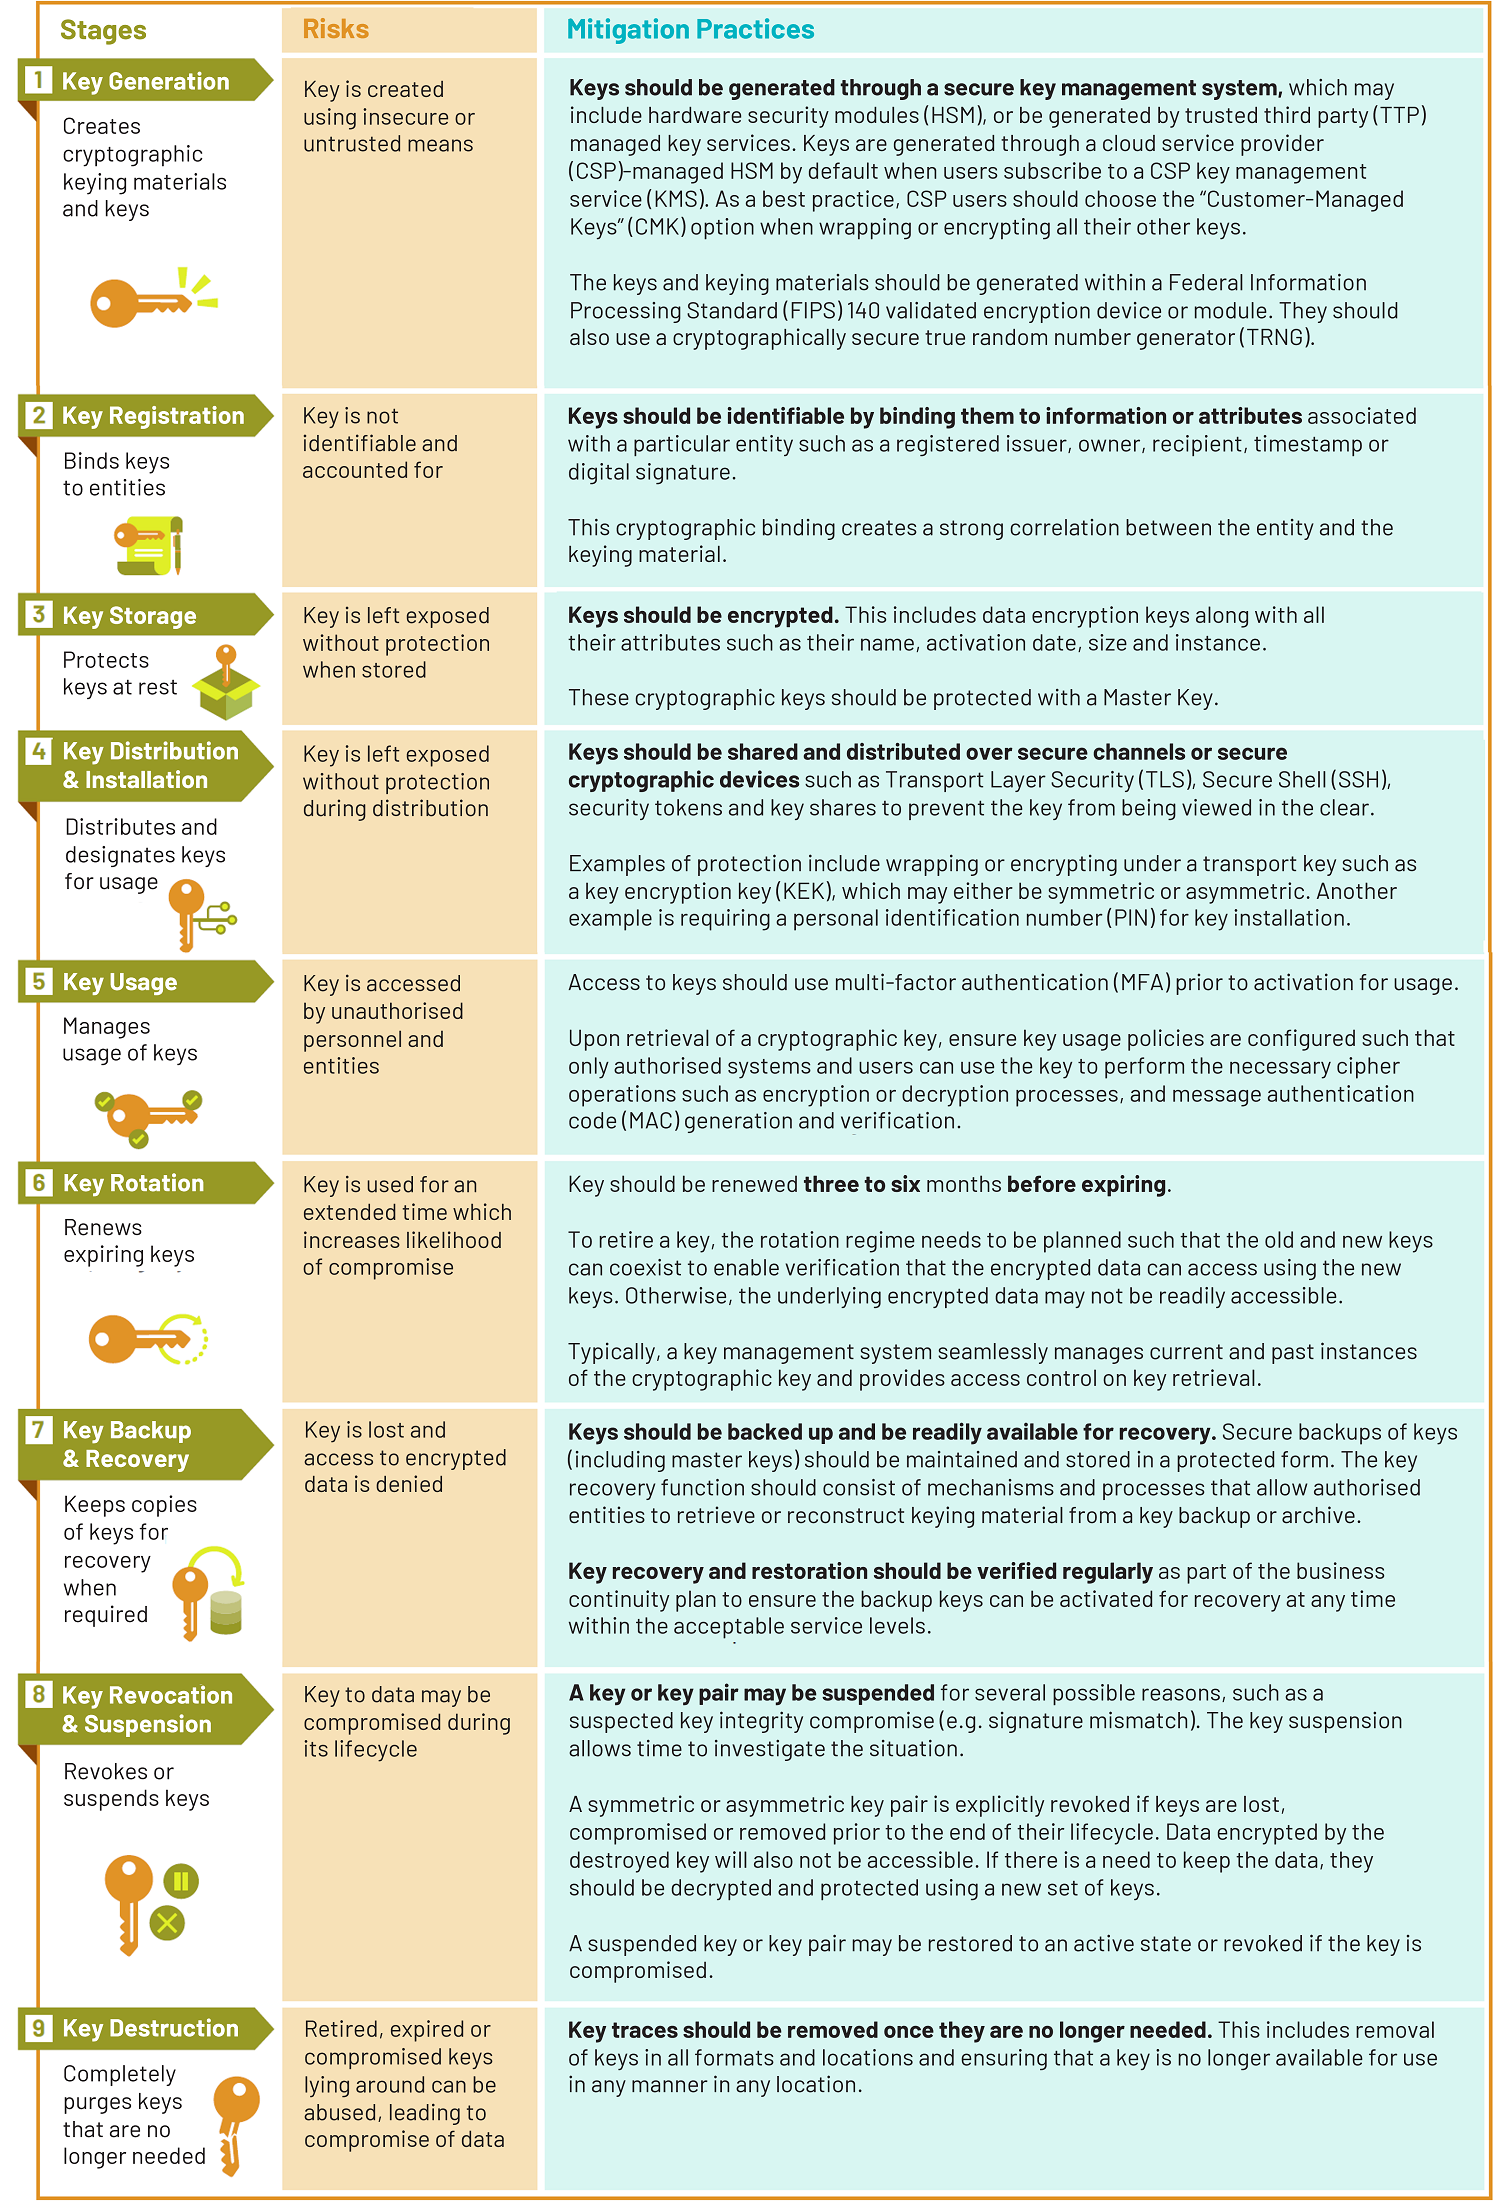 Stages
Risks
Mitigation Practices
1 Key Generation
Creates
cryptographic
keying materials
and keys
Key is created
using insecure or
untrusted means
Keys should be generated through a secure key management system, which may
include hardware security modules (HSM), or be generated by trusted third party (TTP)
managed key services. Keys are generated through a cloud service provider
(CSP)-managed HSM by default when users subscribe to a CSP key management
service (KMS). As a best practice, CSP users should choose the “Customer-Managed
Keys” (CMK) option when wrapping or encrypting all their other keys.
The keys and keying materials should be generated within a Federal Information
Processing Standard (FIPS) 140 validated encryption device or module. They should
also use a cryptographically secure true random number generator (TRNG).
2 Key Registration
Binds keys
to entities
Key is not
identifiable and
accounted for
Keys should be identifiable by binding them to information or attributes associated
with a particular entity such as a registered issuer, owner, recipient, timestamp or
digital signature.
This cryptographic binding creates a strong correlation between the entity and the
keying material.
3 Key Storage
Protects
keys at rest
Key is left exposed
without protection
when stored
Keys should be encrypted. This includes data encryption keys along with all
their attributes such as their name, activation date, size and instance.
These cryptographic keys should be protected with a Master Key.
4 Key Distribution
& Installation
Distributes and
designates keys
for usage
Key is left exposed
without protection
during distribution
Keys should be shared and distributed over secure channels or secure
cryptographic devices such as Transport Layer Security (TLS), Secure Shell (SSH),
security tokens and key shares to prevent the key from being viewed in the clear.
Examples of protection include wrapping or encrypting under a transport key such as
a key encryption key (KEK), which may either be symmetric or asymmetric. Another
example is requiring a personal identification number (PIN) for key installation.
5 Key Usage
Manages
usage of keys
Key is accessed
by unauthorised
personnel and
entities
Access to keys should use multi-factor authentication (MFA) prior to activation for usage.
Upon retrieval of a cryptographic key, ensure key usage policies are configured such that
only authorised systems and users can use the key to perform the necessary cipher
operations such as encryption or decryption processes, and message authentication
code (MAC) generation and verification.
6 Key Rotation
Renews
expiring keys
Key is used for an
extended time which
increases likelihood
of compromise
Key should be renewed three to six months before expiring.
To retire a key, the rotation regime needs to be planned such that the old and new keys
can coexist to enable verification that the encrypted data can access using the new
keys. Otherwise, the underlying encrypted data may not be readily accessible.
Typically, a key management system seamlessly manages current and past instances
of the cryptographic key and provides access control on key retrieval.
7 Key Backup
& Recovery
Keeps copies
of keys for
recovery
when
required
Key is lost and
access to encrypted
data is denied
Keys should be backed up and be readily available for recovery. Secure backups of keys
(including master keys) should be maintained and stored in a protected form. The key
recovery function should consist of mechanisms and processes that allow authorised
entities to retrieve or reconstruct keying material from a key backup or archive.
Key recovery and restoration should be verified regularly as part of the business
continuity plan to ensure the backup keys can be activated for recovery at any time
within the acceptable service levels.
8 Key Revocation
& Suspension
Revokes or
suspends keys
Key to data may be
compromised during
its lifecycle
A key or key pair may be suspended for several possible reasons, such as a
suspected key integrity compromise (e.g. signature mismatch). The key suspension
allows time to investigate the situation.
A symmetric or asymmetric key pair is explicitly revoked if keys are lost,
compromised or removed prior to the end of their lifecycle. Data encrypted by the
destroyed key will also not be accessible. If there is a need to keep the data, they
should be decrypted and protected using a new set of keys.
A suspended key or key pair may be restored to an active state or revoked if the key is
compromised.
9 Key Destruction
Completely
purges keys
that are no
longer needed
Retired, expired or
compromised keys
lying around can be
abused, leading to
compromise of data
Key traces should be removed once they are no longer needed. This includes removal
of keys in all formats and locations and ensuring that a key is no longer available for use
in any manner in any location.